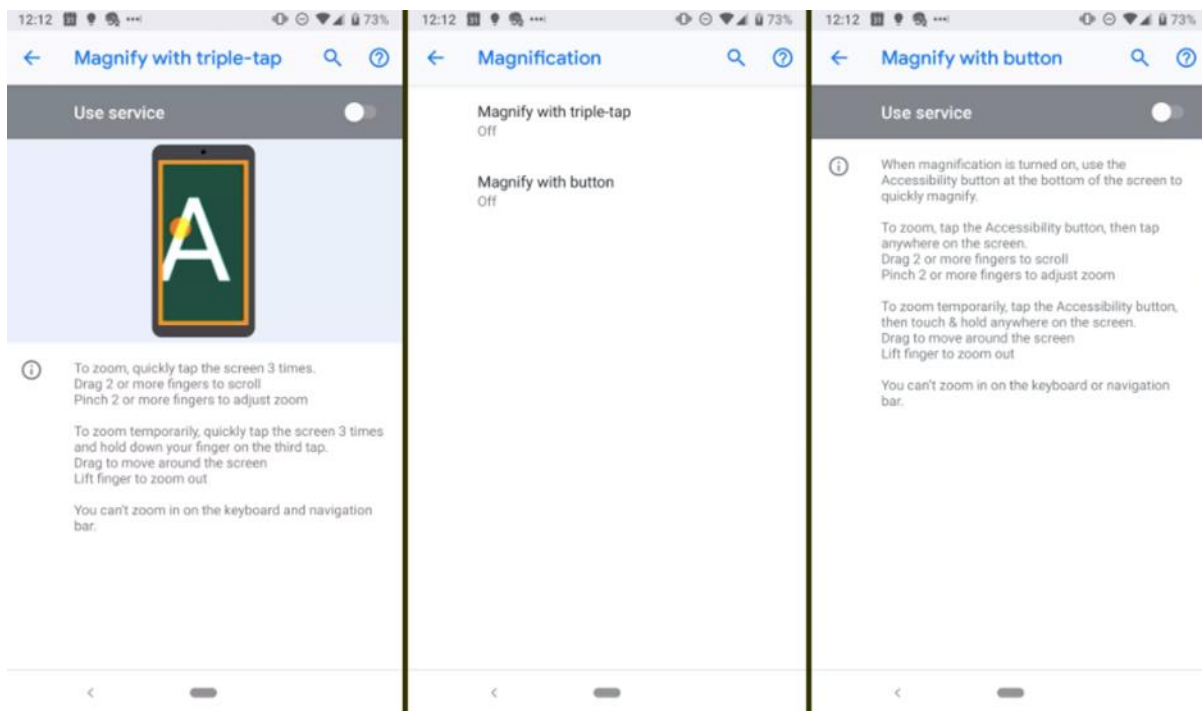 12:12 73%
Magnify with triple-tap
Use service
A
To zoom, quickly tap the screen 3 times.
Drag 2 or more fingers to scroll
Pinch 2 or more fingers to adjust zoom
To zoom temporarily, quickly tap the screen 3 times
and hold down your finger on the third tap.
Drag to move around the screen
Lift finger to zoom out
You can't zoom in on the keyboard and navigation
bar.
12:12 73%
Magnification
Magnify with triple-tap
Off
Magnify with button
Off
12:12 73%
Magnify with button
Use service
When magnification is turned on, use the
Accessibility button at the bottom of the screen to
quickly magnify.
To zoom, tap the Accessibility button, then tap
anywhere on the screen.
Drag 2 or more fingers to scroll
Pinch 2 or more fingers to adjust zoom
To zoom temporarily, tap the Accessibility button,
then touch & hold anywhere on the screen.
Drag to move around the screen
Lift finger to zoom out
You can't zoom in on the keyboard or navigation
bar.